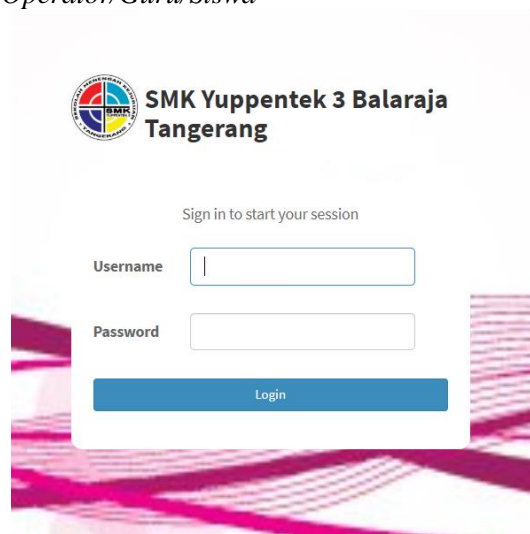 Operator/Guru/Siswa
SMK Yuppentek 3 Balaraja
Tangerang
Sign in to start your session
Username
Password
Login